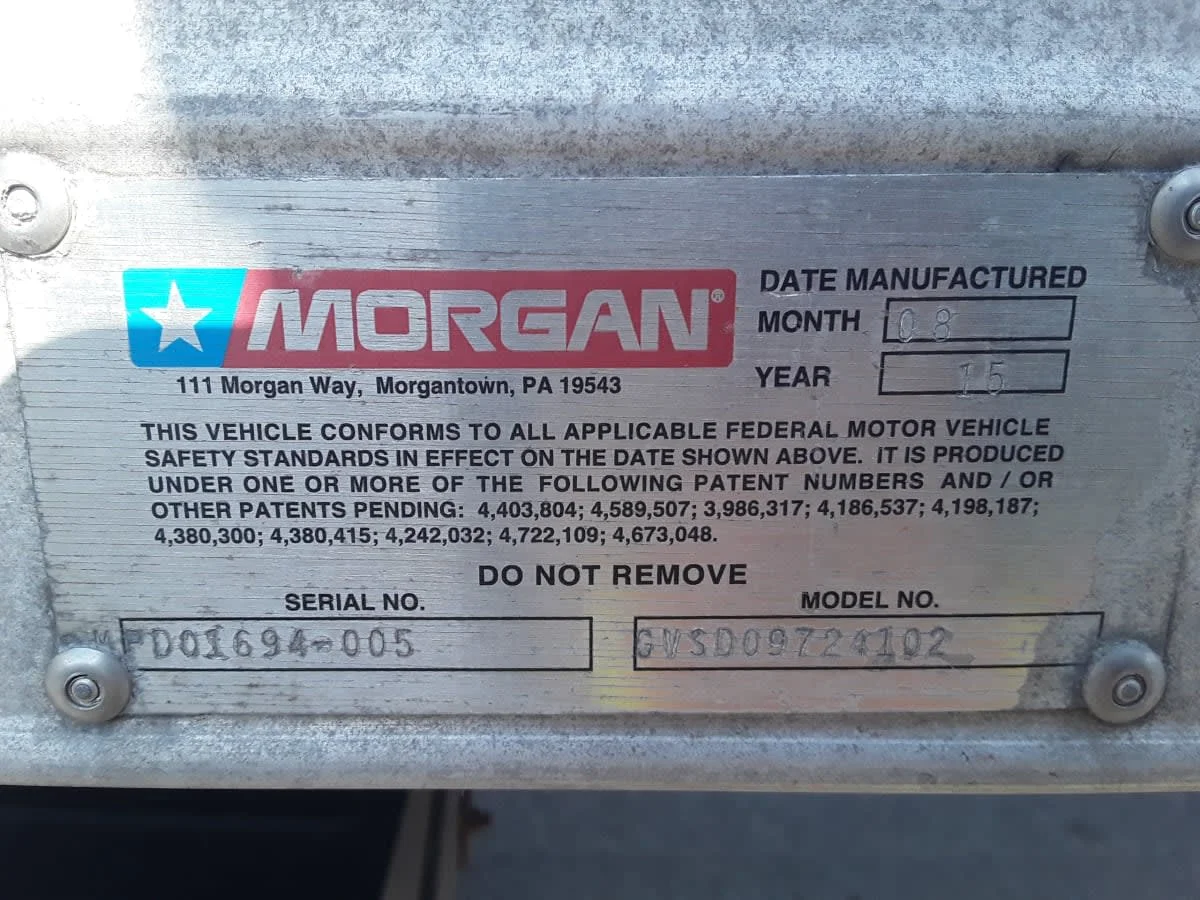 MORGAN®
111 Morgan Way, Morgantown, PA 19543
DATE MANUFACTURED
MONTH 08
YEAR 15
THIS VEHICLE CONFORMS TO ALL APPLICABLE FEDERAL MOTOR VEHICLE
SAFETY STANDARDS IN EFFECT ON THE DATE SHOWN ABOVE. IT IS PRODUCED
UNDER ONE OR MORE OF THE FOLLOWING PATENT NUMBERS AND / OR
OTHER PATENTS PENDING: 4,403,804; 4,589,507; 3,986,317; 4,186,537; 4,198,187;
4,380,300; 4,380,415; 4,242,032; 4,722,109; 4,673,048.
DO NOT REMOVE
SERIAL NO. MODEL NO.
GVSD09724102